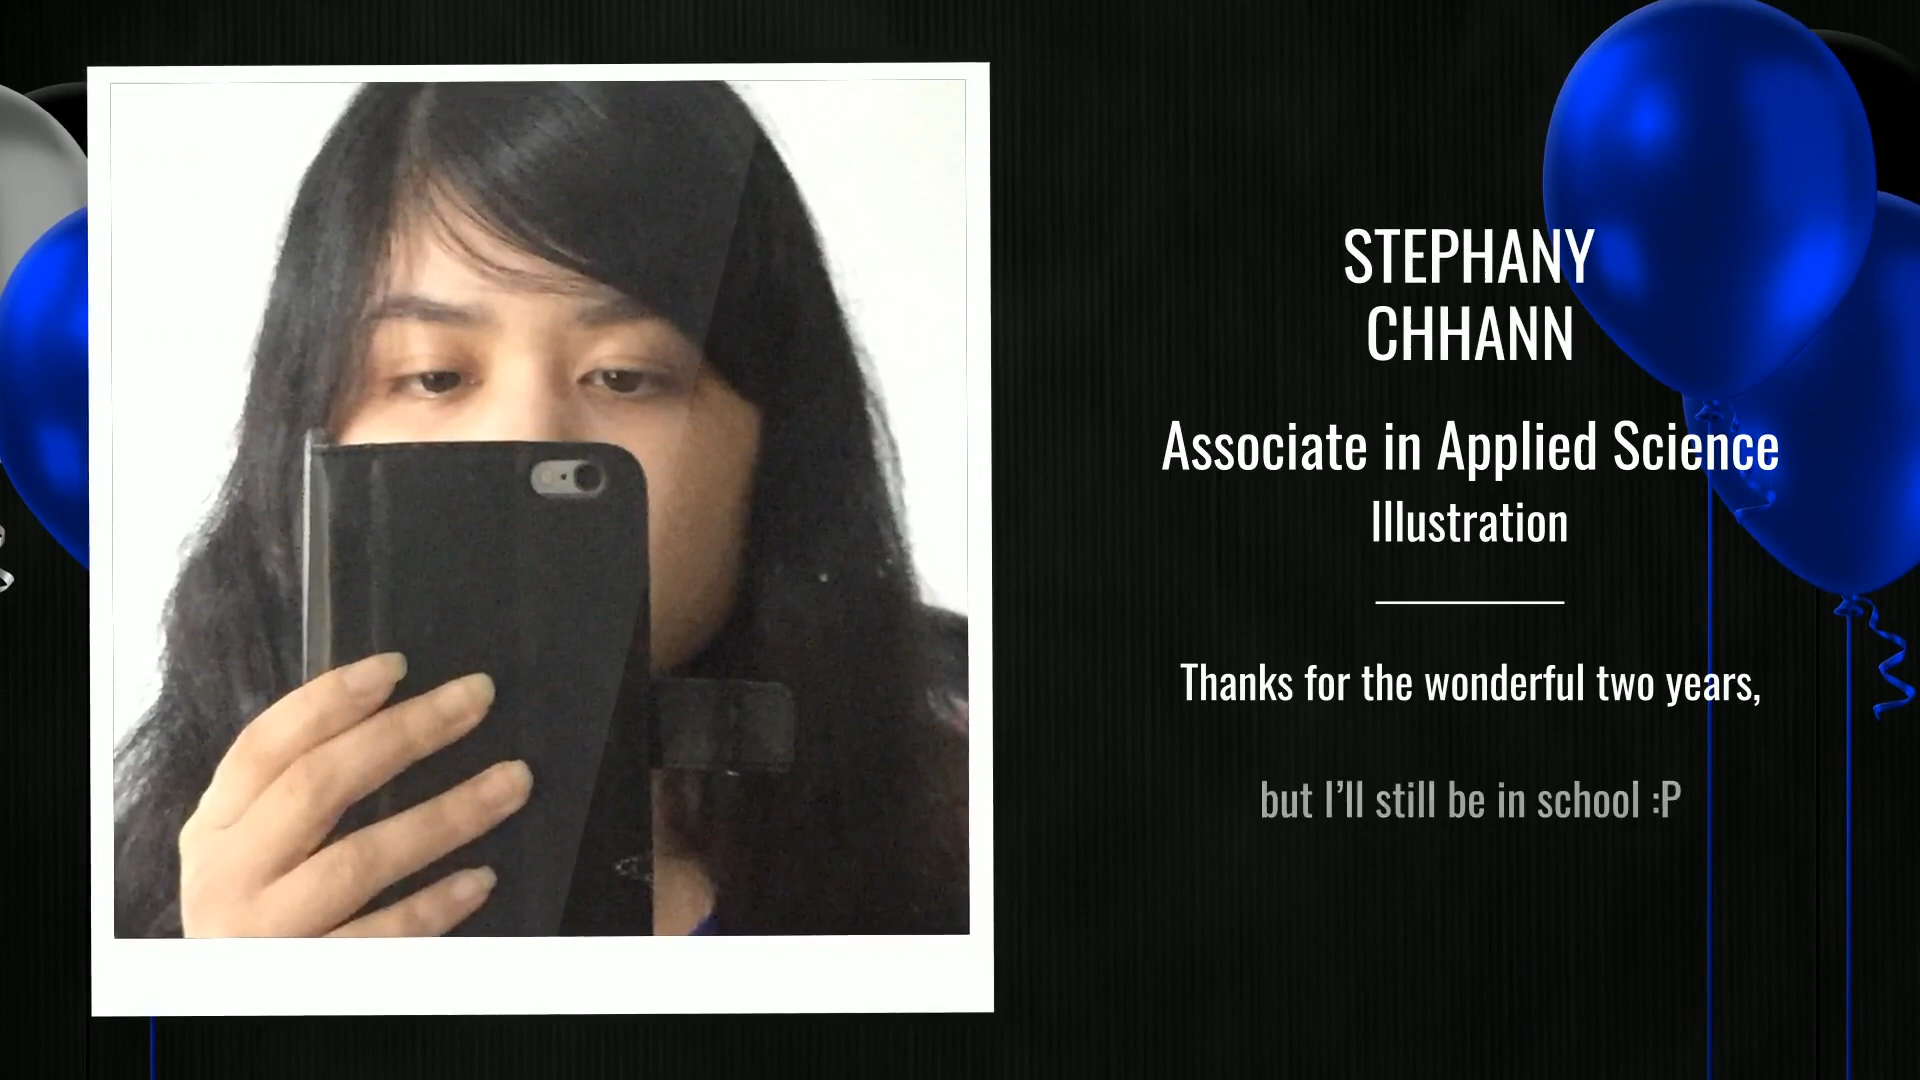 STEPHANY
CHHANN
Associate in Applied Science
Illustration
Thanks for the wonderful two years,
but I’ll still be in school :P